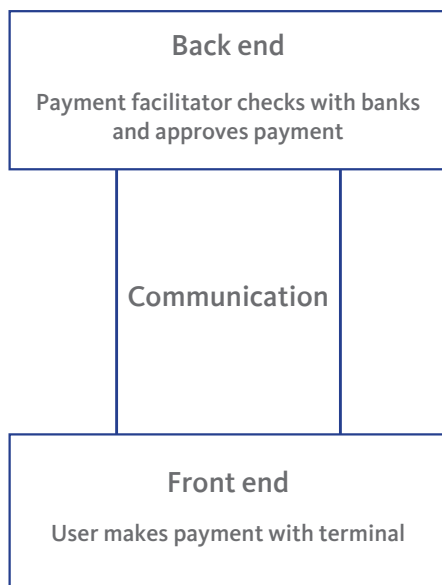 Back end
Payment facilitator checks with banks
and approves payment
Communication
Front end
User makes payment with terminal